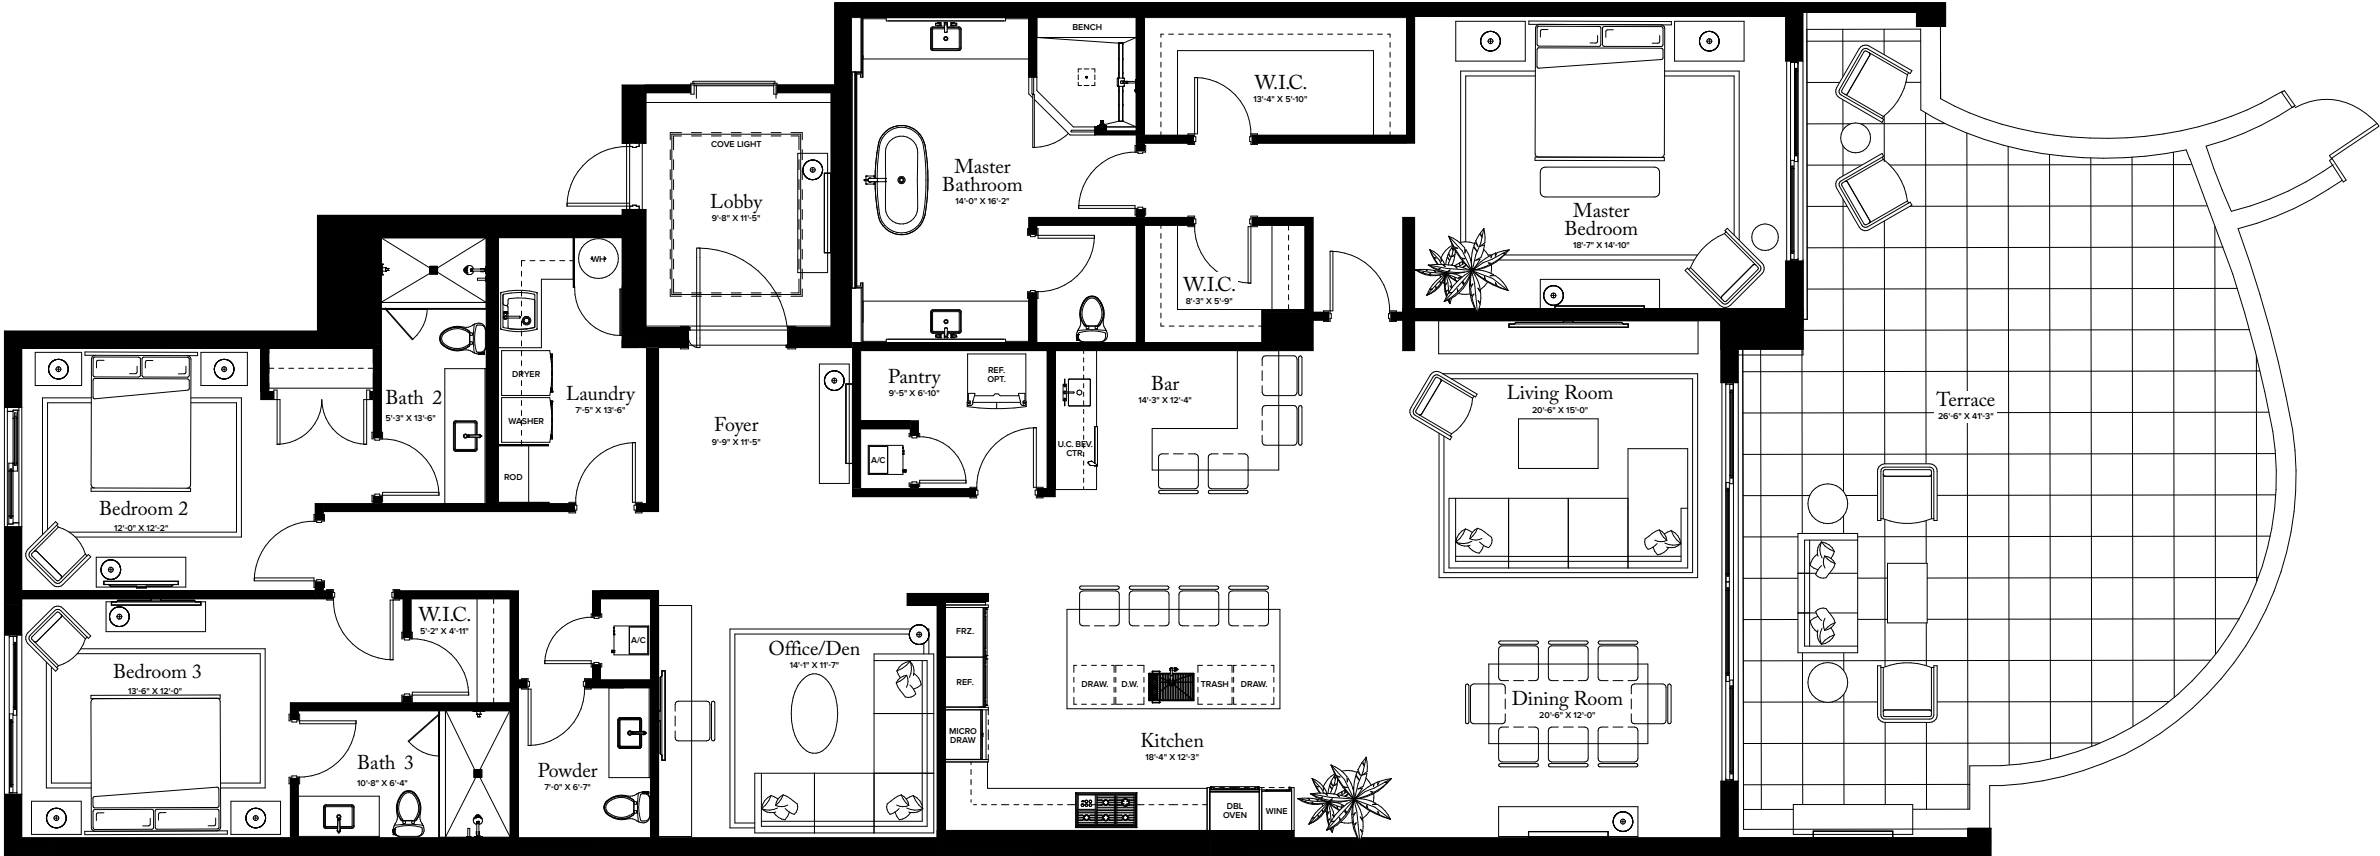 BENCH
W.I.C.
13'-4" X 5'-10"
COVE LIGHT
Lobby
9'-8" X 11'-5"
Master
Bathroom
14'-0" X 16'-2"
Master
Bedroom
18'-7" X 14'-10"
W.I.C.
8'-3" X 5'-9"
WH
DRYER
WASHER
ROD
Laundry
7'-5" X 13'-6"
Bath 2
5'-3" X 13'-6"
Foyer
9'-9" X 11'-5"
Pantry
9'-5" X 6'-10"
REF.
OPT.
A/C
Bar
14'-3" X 12'-4"
U.C. BEV.
CTR.
Living Room
20'-6" X 15'-0"
Terrace
26'-6" X 41'-3"
Bedroom 2
12'-0" X 12'-2"
W.I.C.
5'-2" X 4'-11"
A/C
Bedroom 3
13'-6" X 12'-0"
Bath 3
10'-8" X 6'-4"
Powder
7'-0" X 6'-7"
Office/Den
14'-1" X 11'-7"
FRZ.
REF.
MICRO
DRAW
DRAW.
D.W.
TRASH
DRAW.
Kitchen
18'-4" X 12'-3"
DBL
OVEN
WINE
Dining Room
20'-6" X 12'-0"